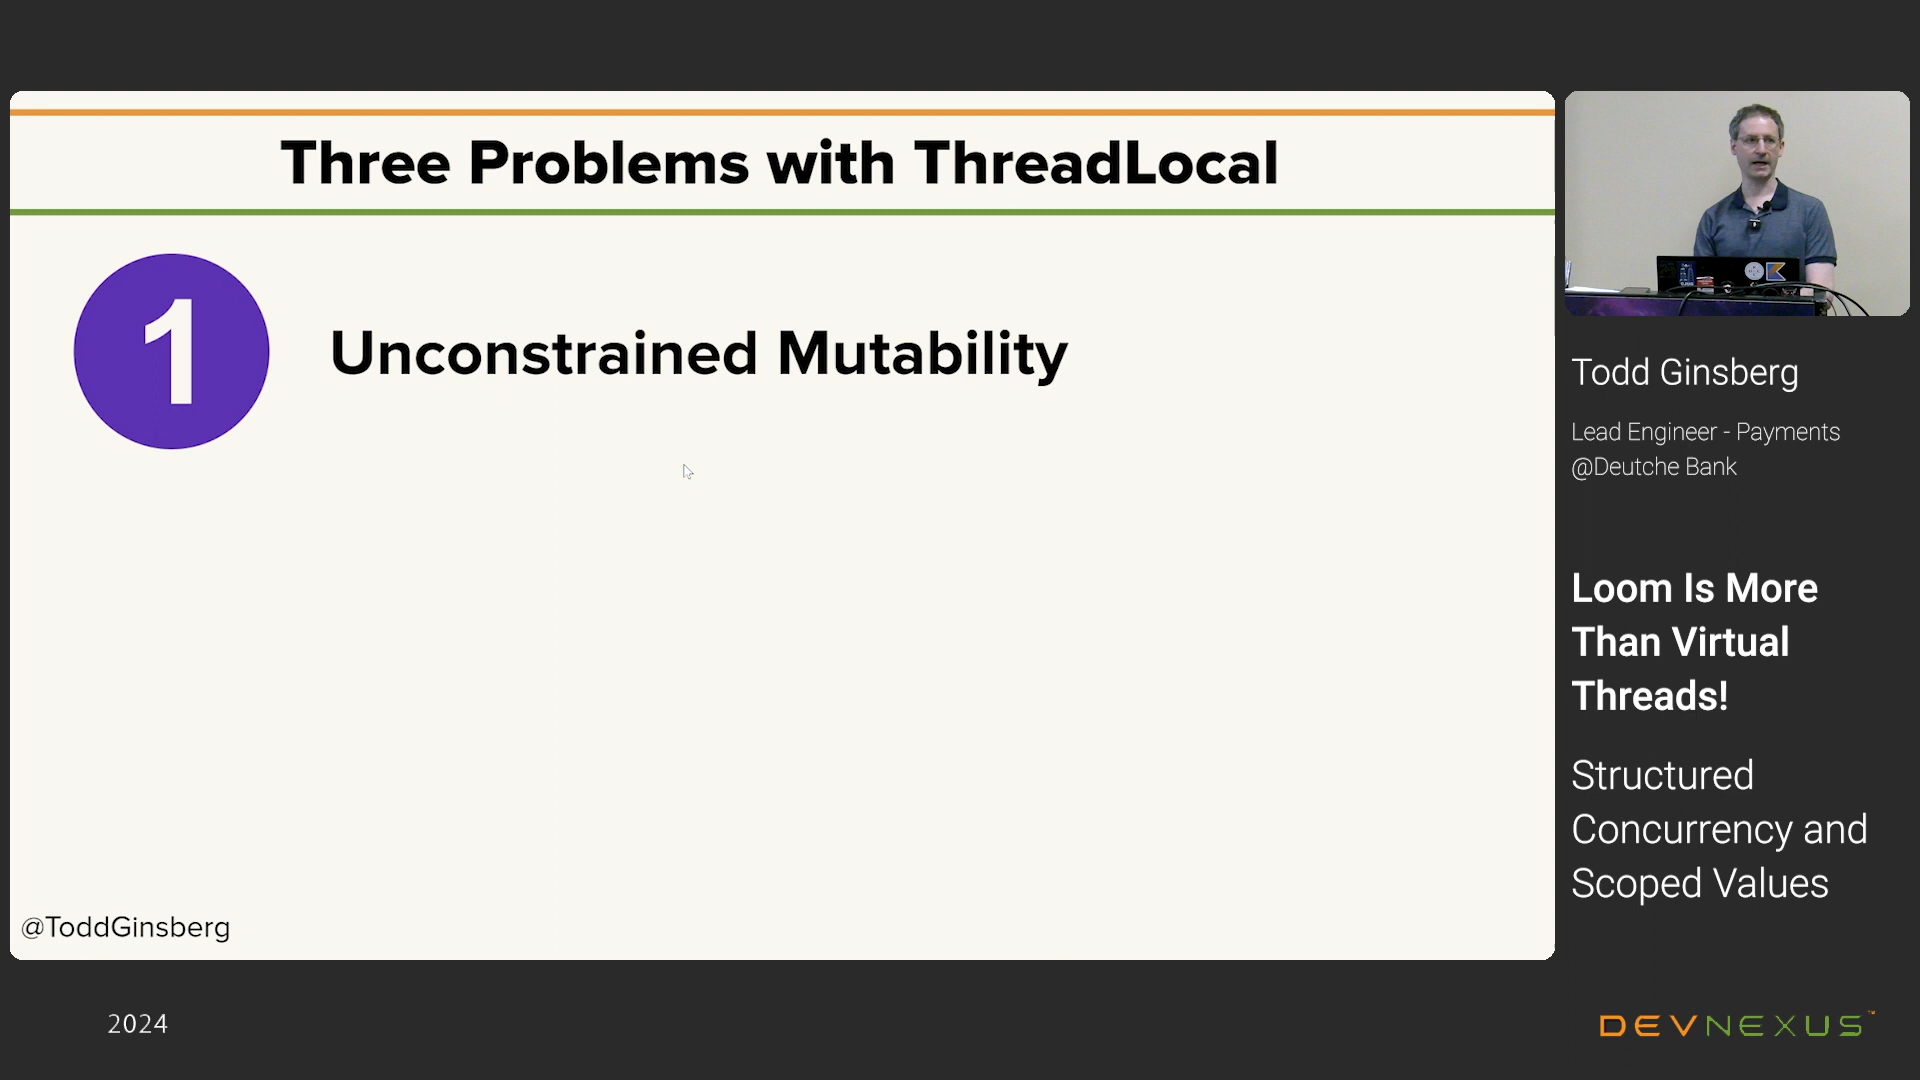 Three Problems with ThreadLocal
1
Unconstrained Mutability
@ToddGinsberg
Todd Ginsberg
Lead Engineer - Payments
@Deutche Bank
Loom Is More
Than Virtual
Threads!
Structured
Concurrency and
Scoped Values
2024
DEVNEXUS™